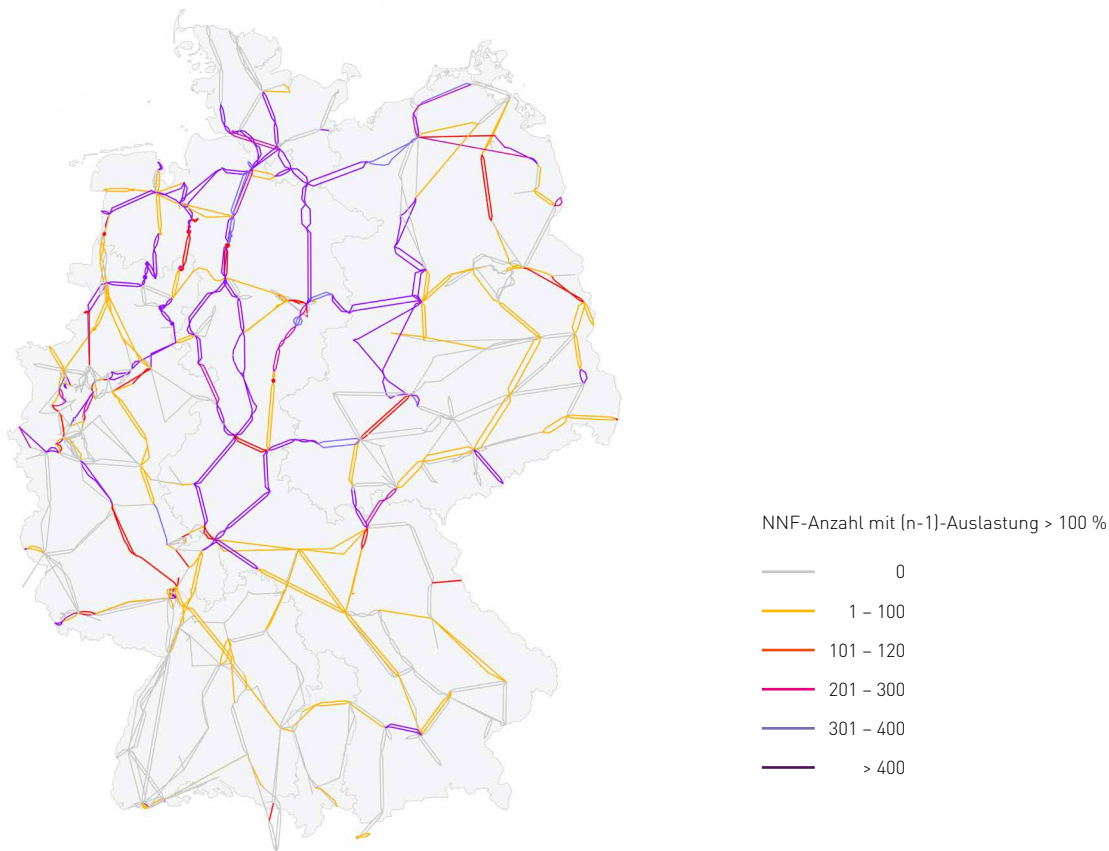 NNF-Anzahl mit (n-1)-Auslastung > 100 %
0
1 – 100
101 – 120
201 – 300
301 – 400
> 400